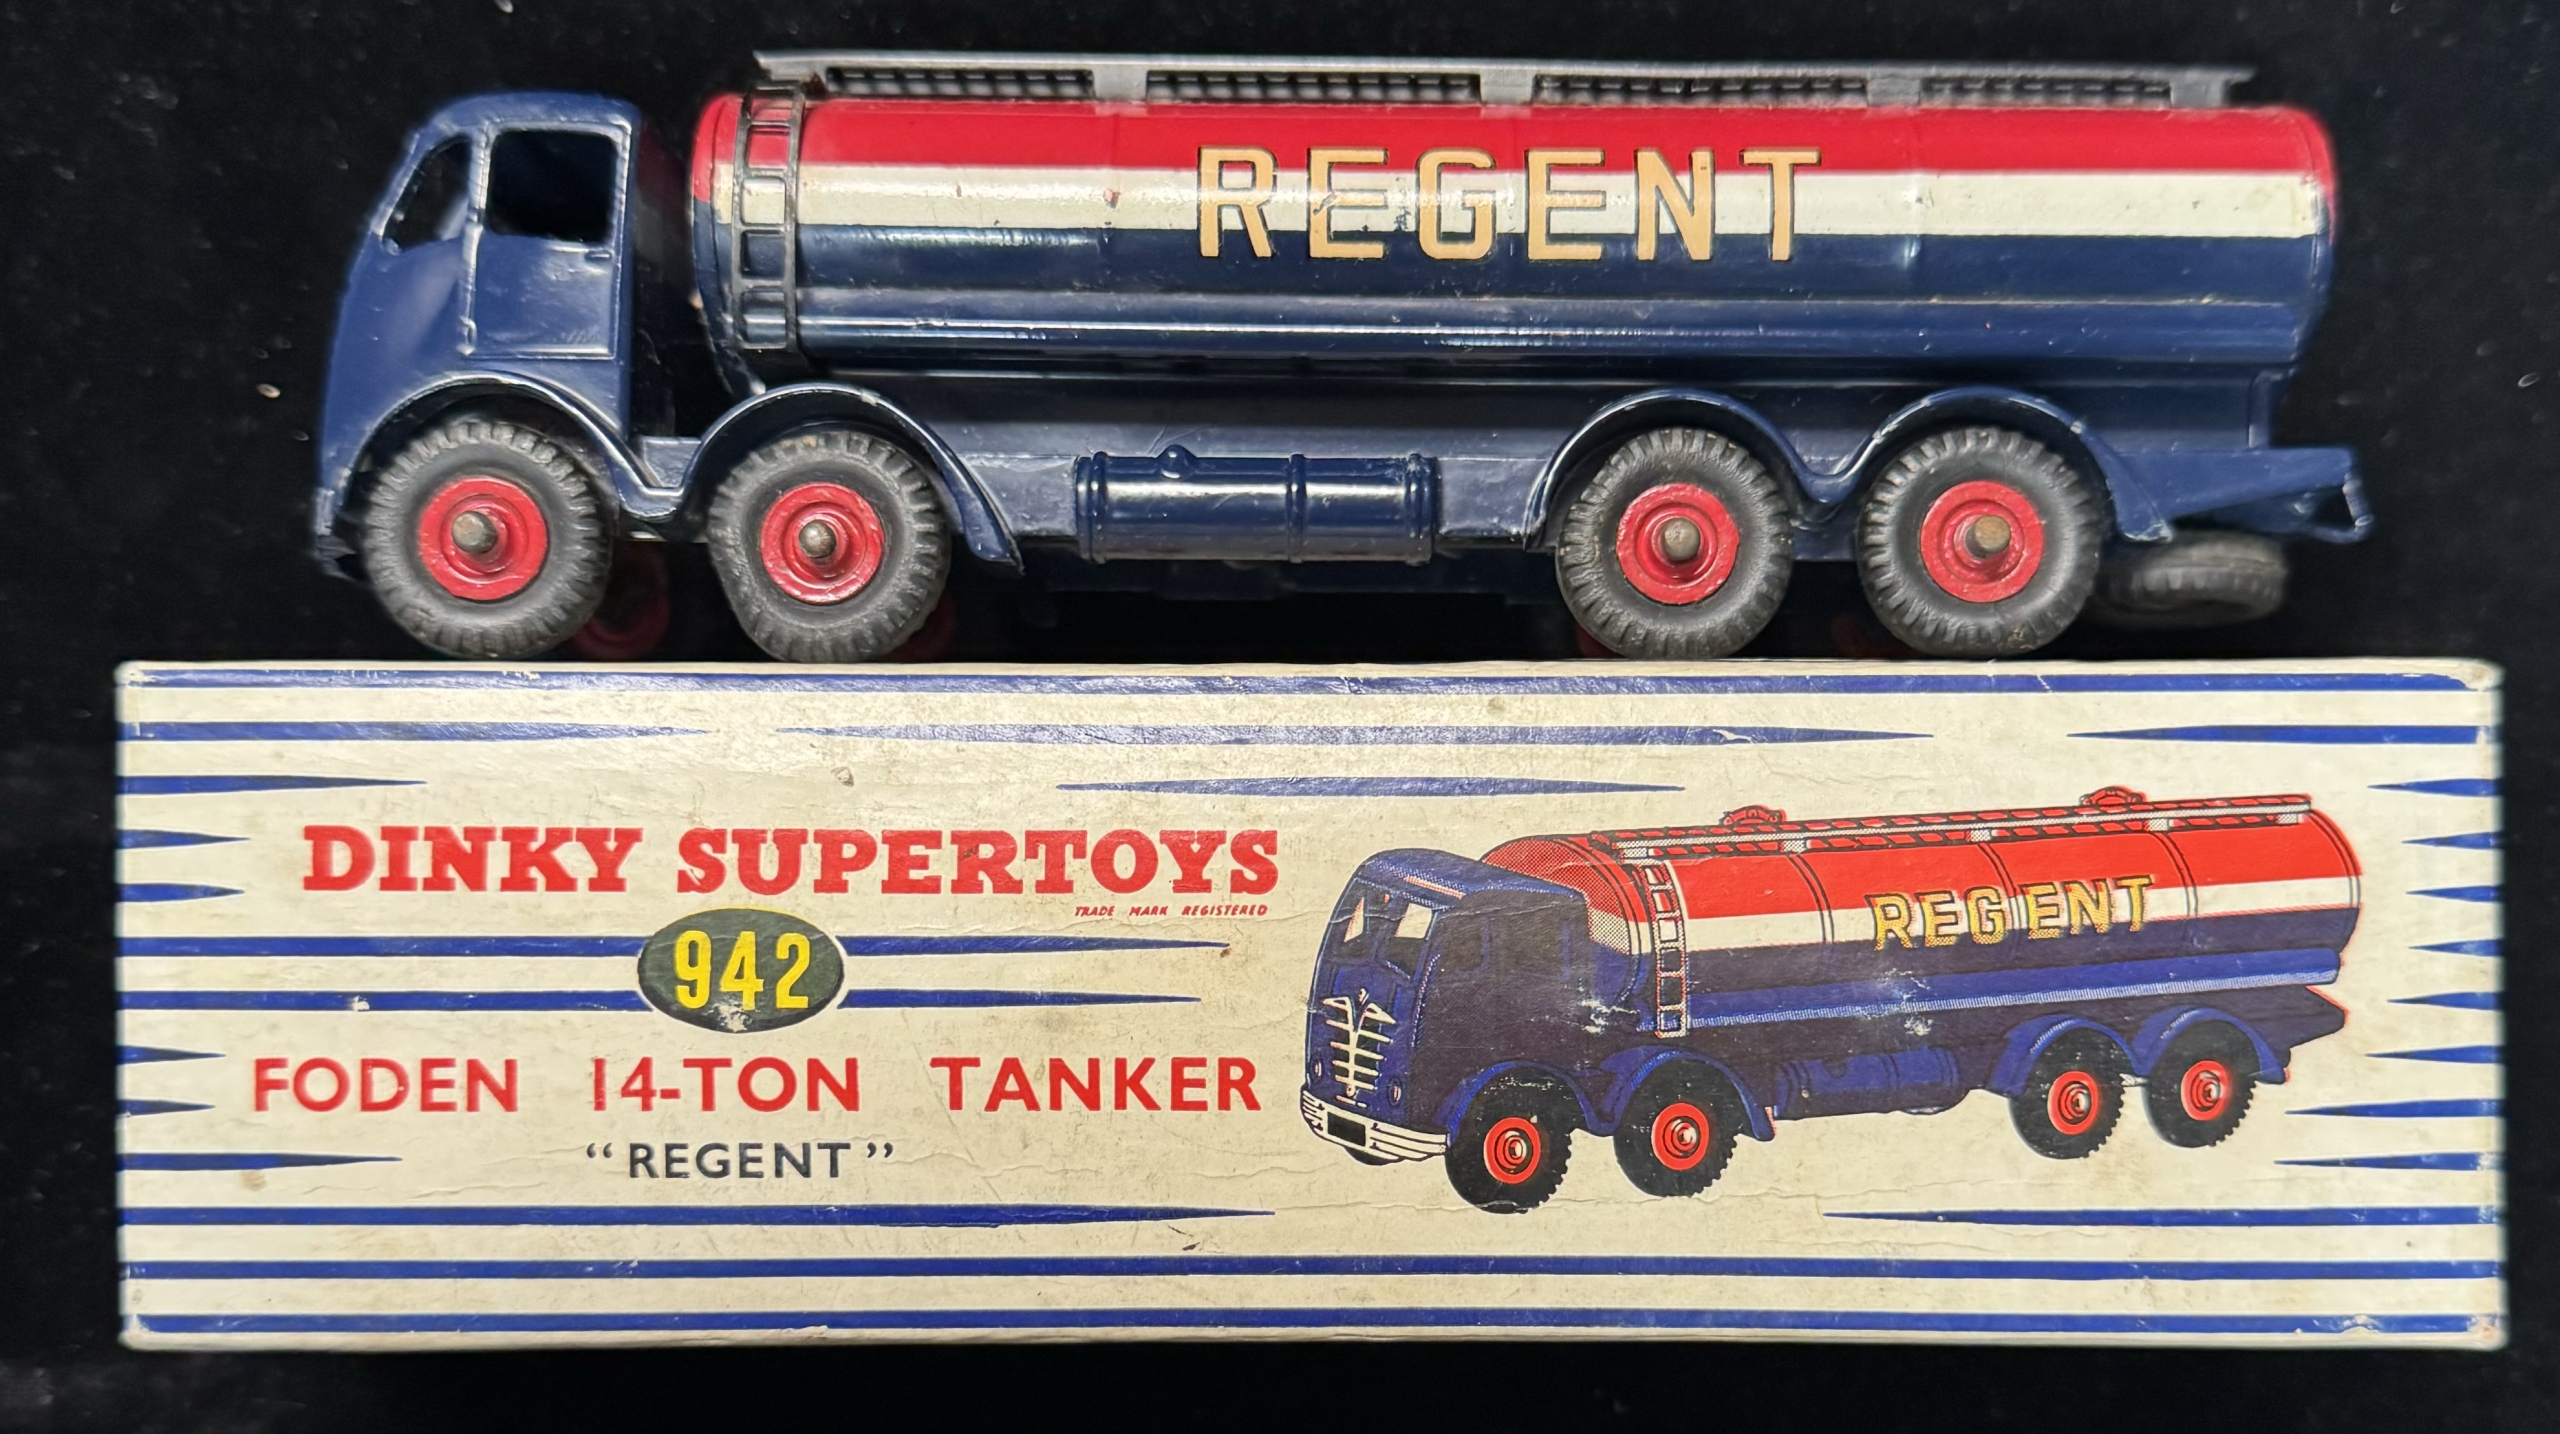 REGENT
DINKY SUPERTOYS
TRADE MARK REGISTERED
942
FODEN 14-TON TANKER
“REGENT”
REGENT